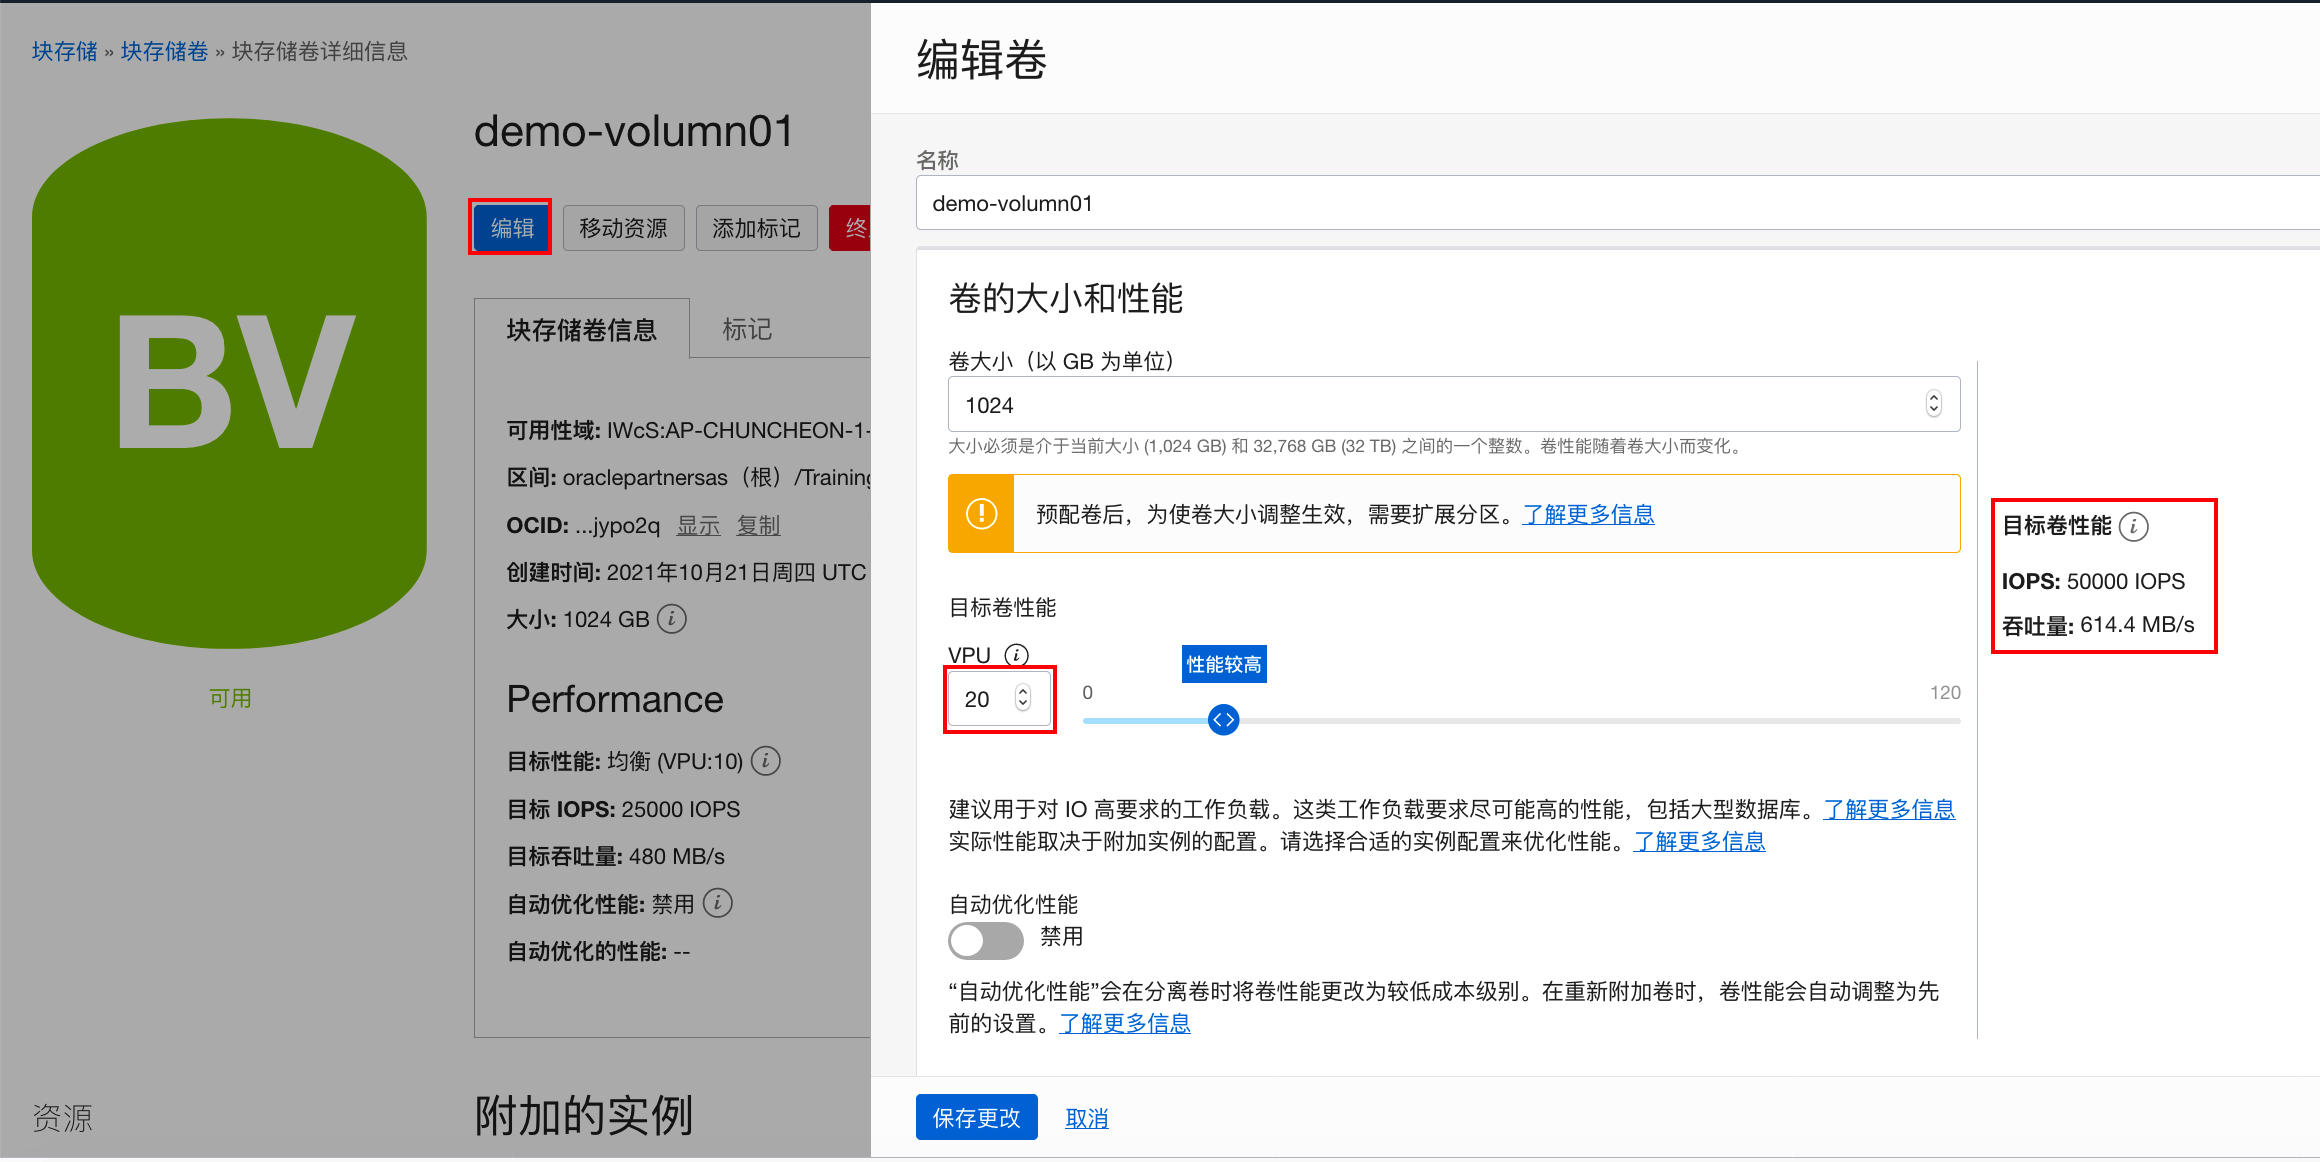 块存储 » 块存储卷 » 块存储卷详细信息
BV
可用
资源
demo-volumn01
编辑 移动资源 添加标记 终
块存储卷信息 标记
可用性域: IWcS:AP-CHUNCHEON-1-
区间: oraclepartnersas（根）/Training
OCID: ...jypo2q 显示 复制
创建时间: 2021年10月21日周四 UTC
大小: 1024 GB
Performance
目标性能: 均衡 (VPU:10)
目标 IOPS: 25000 IOPS
目标吞吐量: 480 MB/s
自动优化性能: 禁用
自动优化的性能: --
附加的实例
编辑卷
名称
demo-volumn01
卷的大小和性能
卷大小（以 GB 为单位）
1024
大小必须是介于当前大小 (1,024 GB) 和 32,768 GB (32 TB) 之间的一个整数。卷性能随着卷大小而变化。
预配卷后，为使卷大小调整生效，需要扩展分区。了解更多信息
目标卷性能
VPU
20
性能较高
0 120
建议用于对 IO 高要求的工作负载。这类工作负载要求尽可能高的性能，包括大型数据库。了解更多信息
实际性能取决于附加实例的配置。请选择合适的实例配置来优化性能。了解更多信息
自动优化性能
禁用
“自动优化性能”会在分离卷时将卷性能更改为较低成本级别。在重新附加卷时，卷性能会自动调整为先
前的设置。了解更多信息
目标卷性能
IOPS: 50000 IOPS
吞吐量: 614.4 MB/s
保存更改 取消